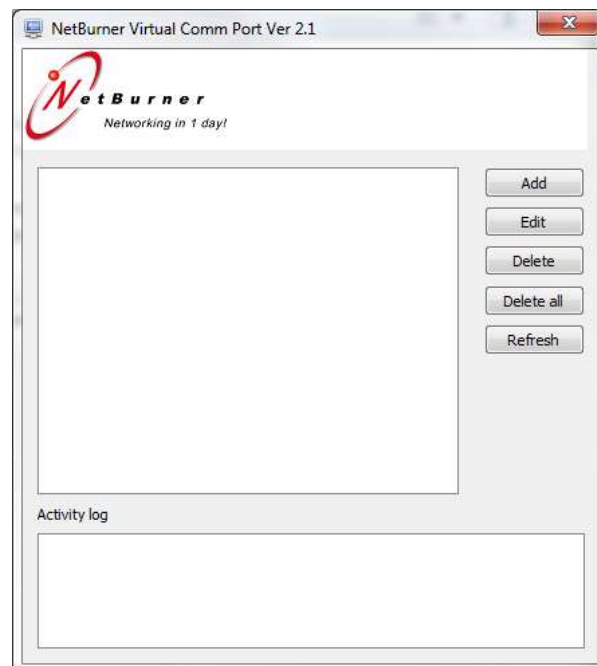 NetBurner Virtual Comm Port Ver 2.1
NetBurner
Networking in 1 day!
Add
Edit
Delete
Delete all
Refresh
Activity log